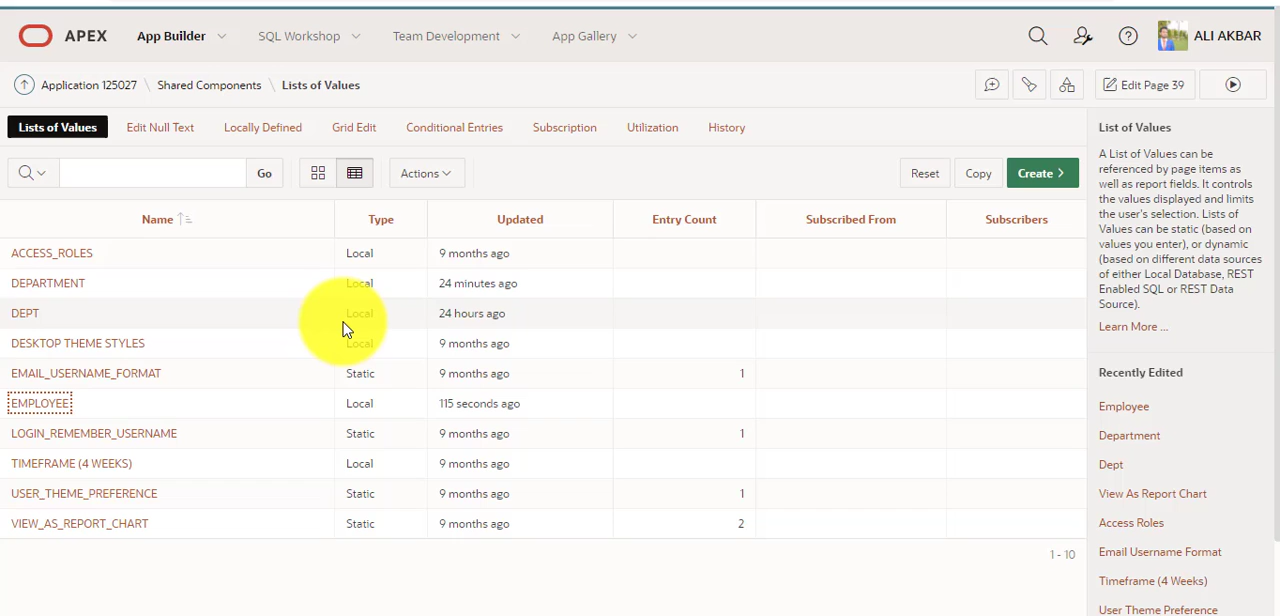 APEX App Builder SQL Workshop Team Development App Gallery ALI AKBAR
Application 125027 \ Shared Components \ Lists of Values Edit Page 39
Lists of Values Edit Null Text Locally Defined Grid Edit Conditional Entries Subscription Utilization History
Go Actions Reset Copy Create >
Name Type Updated Entry Count Subscribed From Subscribers
ACCESS_ROLES Local 9 months ago
DEPARTMENT Local 24 minutes ago
DEPT Local 24 hours ago
DESKTOP THEME STYLES Local 9 months ago
EMAIL_USERNAME_FORMAT Static 9 months ago 1
EMPLOYEE Local 115 seconds ago
LOGIN_REMEMBER_USERNAME Static 9 months ago 1
TIMEFRAME (4 WEEKS) Local 9 months ago
USER_THEME_PREFERENCE Static 9 months ago 1
VIEW_AS_REPORT_CHART Static 9 months ago 2
1 - 10
List of Values
A List of Values can be
referenced by page items as
well as report fields. It controls
the values displayed and limits
the user's selection. Lists of
Values can be static (based on
values you enter), or dynamic
(based on different data sources
of either Local Database, REST
Enabled SQL or REST Data
Source).
Learn More ...
Recently Edited
Employee
Department
Dept
View As Report Chart
Access Roles
Email Username Format
Timeframe (4 Weeks)
User Theme Preference